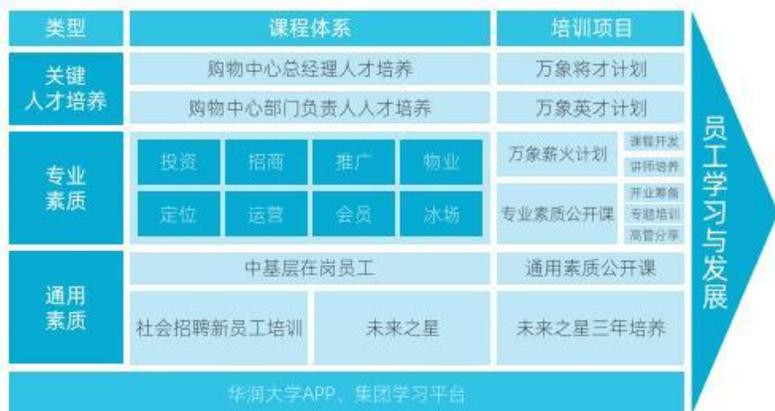 类型
课程体系
培训项目
关键
人才培养
购物中心总经理人才培养
万象将才计划
购物中心部门负责人人才培养
万象英才计划
专业
素质
投资
招商
推广
物业
定位
运营
会员
冰场
万象薪火计划
课程开发
讲师培养
专业素质公开课
开业筹备
专题培训
高管分享
通用
素质
中基层在岗员工
通用素质公开课
社会招聘新员工培训
未来之星
未来之星三年培养
华润大学APP、集团学习平台
员工学习与发展